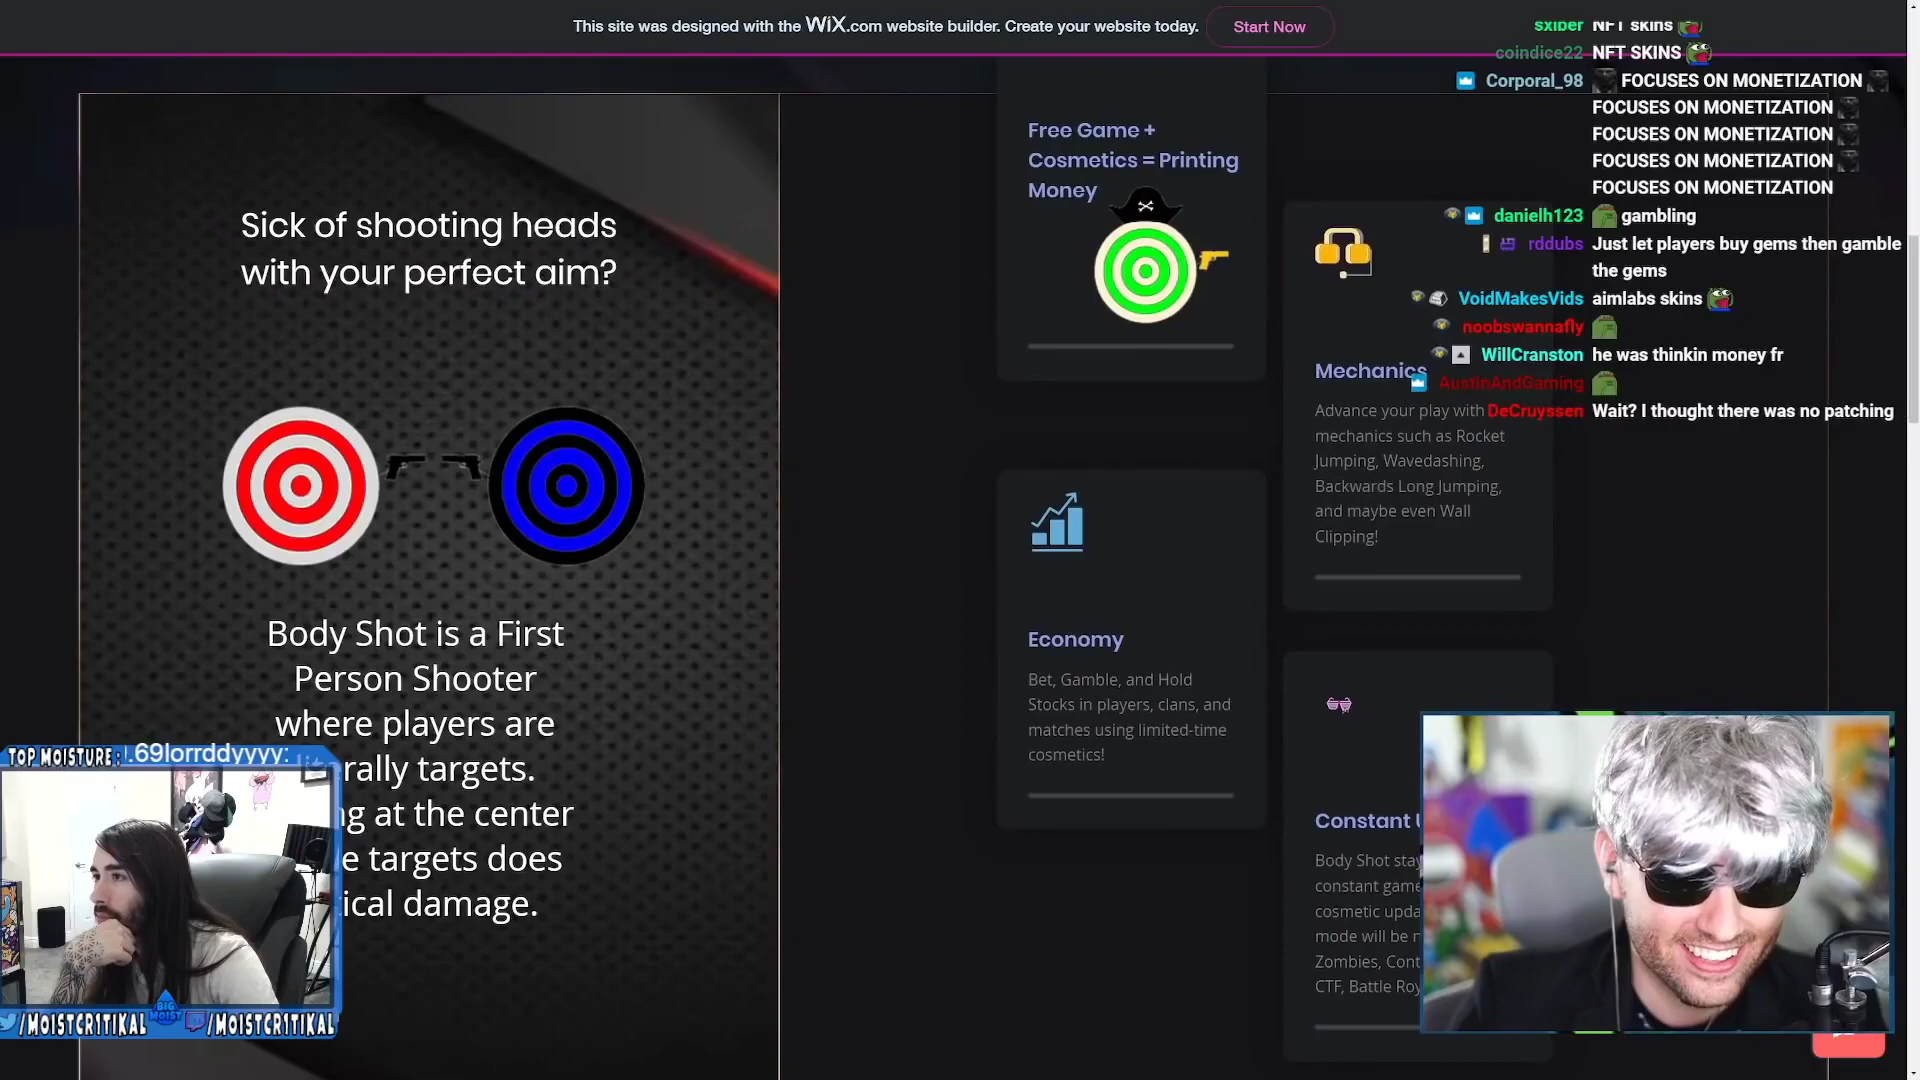 This site was designed with the WiX.com website builder. Create your website today.
Start Now
Sick of shooting heads
with your perfect aim?
Body Shot is a First
Person Shooter
where players are
rally targets.
g at the center
e targets does
ical damage.
Free Game +
Cosmetics = Printing
Money
Economy
Bet, Gamble, and Hold
Stocks in players, clans, and
matches using limited-time
cosmetics!
Mechanics
Advance your play with
mechanics such as Rocket
Jumping, Wavedashing,
Backwards Long Jumping,
and maybe even Wall
Clipping!
Constant
Body Shot stay
constant game
cosmetic upda
mode will be
Zombies, Cont
CTF, Battle Roy
sxiber NFT skins
coindice22 NFT SKINS
Corporal_98 FOCUSES ON MONETIZATION
FOCUSES ON MONETIZATION
FOCUSES ON MONETIZATION
FOCUSES ON MONETIZATION
FOCUSES ON MONETIZATION
danielh123 gambling
rddubs Just let players buy gems then gamble
the gems
VoidMakesVids aimlabs skins
noobswannafly
WillCranston he was thinkin money fr
AustinAndGaming
DeCruyssen Wait? I thought there was no patching
TOP MOISTURE: .69lorrddyyyy:
BIG
MOIST
/MOISTCR1TIKAL /MOISTCR1TIKAL